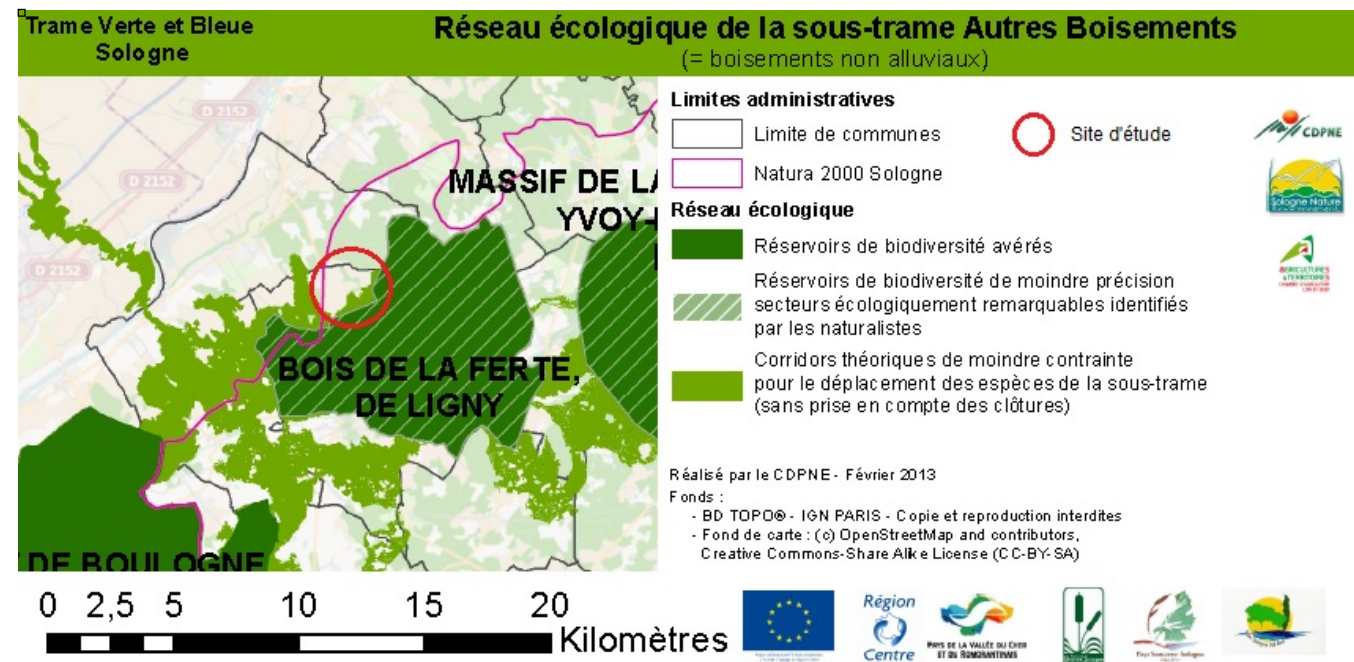 Trame Verte et Bleue
Sologne
Réseau écologique de la sous-trame Autres Boisements
(= boisements non alluviaux)
D 2152
D 2152
D 2152
MASSIF DE LA
YVOY-
BOIS DE LA FERTE,
DE LIGNY
DE BOULOGNE
Limites administratives
Limite de communes
Site d'étude
Natura 2000 Sologne
Réseau écologique
Réservoirs de biodiversité avérés
Réservoirs de biodiversité de moindre précision
secteurs écologiquement remarquables identifiés
par les naturalistes
Corridors théoriques de moindre contrainte
pour le déplacement des espèces de la sous-trame
(sans prise en compte des clôtures)
CDPNE
Sologne Nature
AGRICULTURES
& TERRITOIRES
Réalisé par le CDPNE - Février 2013
Fonds :
- BD TOPO® - IGN PARIS - Copie et reproduction interdites
- Fond de carte : (c) OpenStreetMap and contributors,
Creative Commons-Share Alike License (CC-BY-SA)
0 2,5 5 10 15 20
Kilomètres
Région
Centre
PAYS DE LA VALLÉE DU CHER
ET DU ROMORANTINAIS
Pays Sancerre Sologne